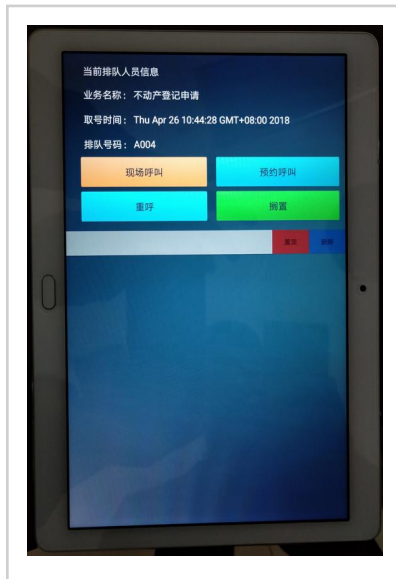 当前排队人员信息
业务名称：不动产登记申请
取号时间：Thu Apr 26 10:44:28 GMT+08:00 2018
排队号码：A004
现场呼叫
预约呼叫
重呼
搁置